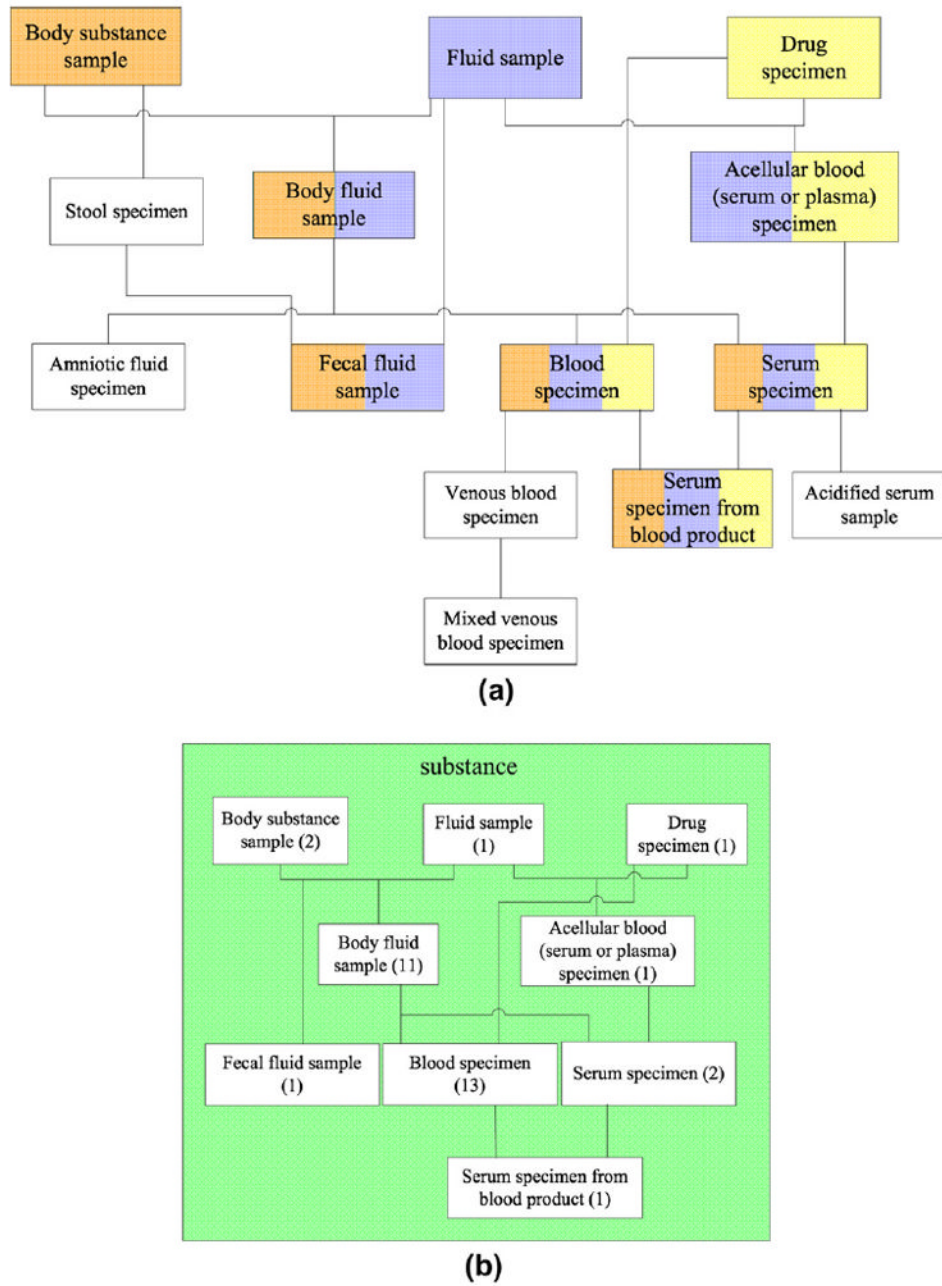 Body substance
sample
Fluid sample
Drug
specimen
Stool specimen
Body fluid
sample
Acellular blood
(serum or plasma)
specimen
Amniotic fluid
specimen
Fecal fluid
sample
Blood
specimen
Serum
specimen
Venous blood
specimen
Serum
specimen from
blood product
Acidified serum
sample
Mixed venous
blood specimen
(a)
substance
Body substance
sample (2)
Fluid sample
(1)
Drug
specimen (1)
Body fluid
sample (11)
Acellular blood
(serum or plasma)
specimen (1)
Fecal fluid sample
(1)
Blood specimen
(13)
Serum specimen (2)
Serum specimen from
blood product (1)
(b)